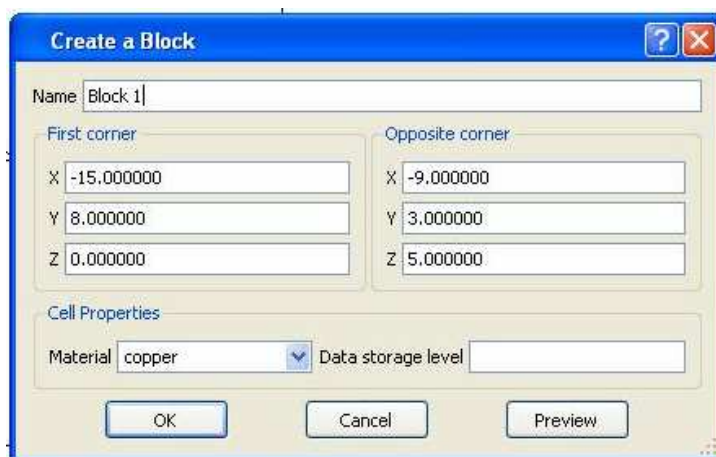 Create a Block
?
Name Block 1
First corner Opposite corner
X -15.000000 X -9.000000
Y 8.000000 Y 3.000000
Z 0.000000 Z 5.000000
Cell Properties
Material copper Data storage level
OK Cancel Preview